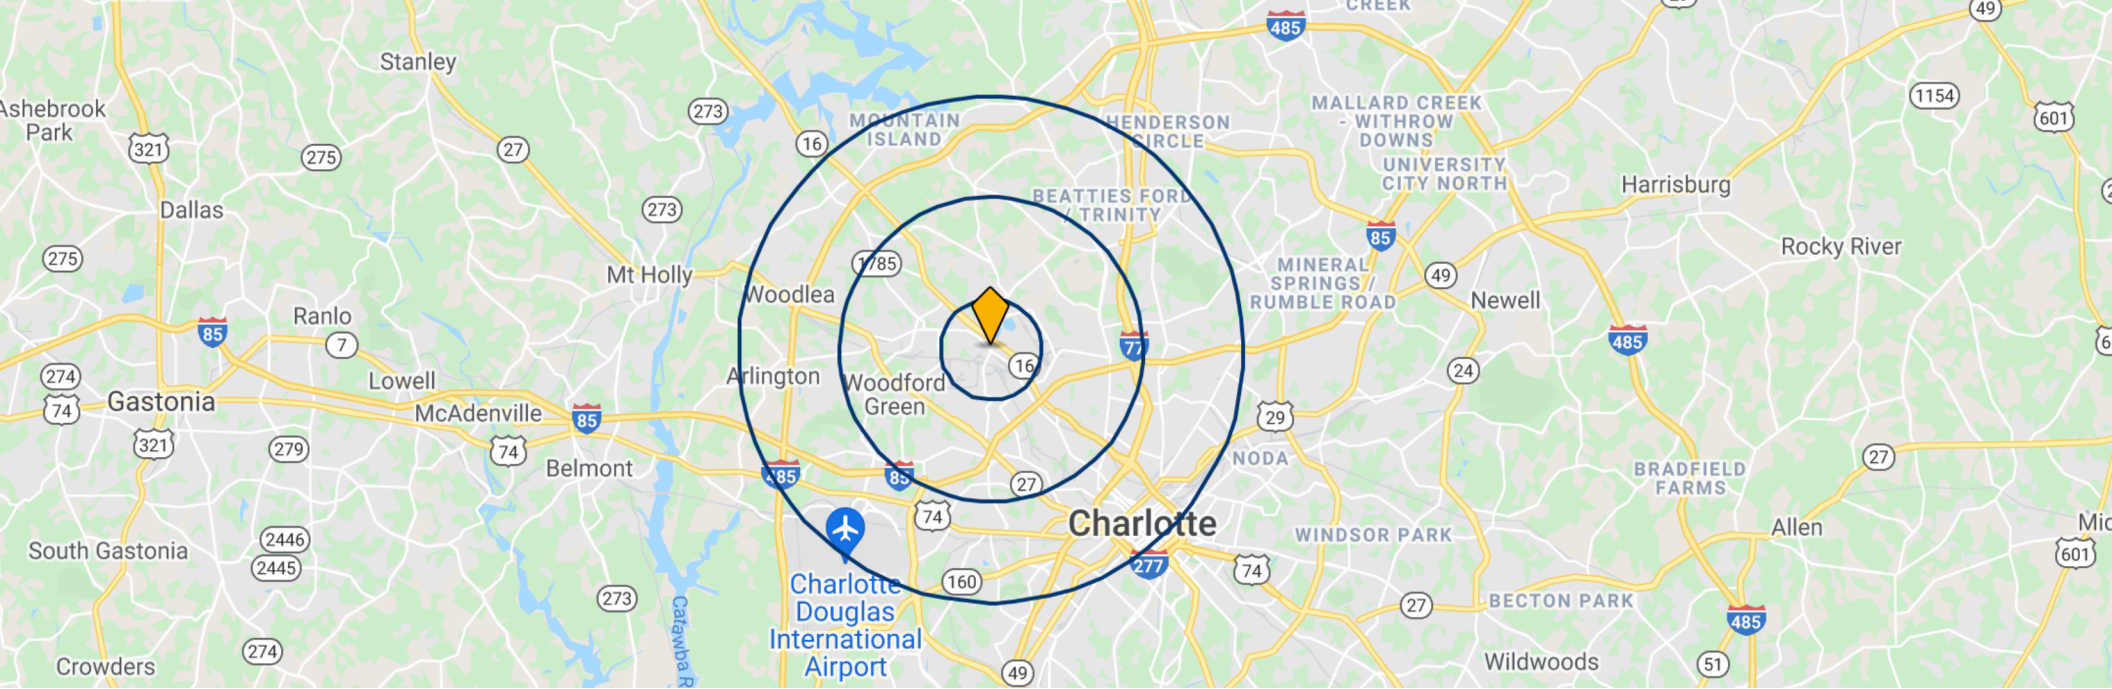 CREEK
49
485
Stanley
Ashebrook
Park
273
1154
MALLARD CREEK
- WITHROW
DOWNS
601
MOUNTAIN
ISLAND
HENDERSON
CIRCLE
16
321
27
275
UNIVERSITY
CITY NORTH
Harrisburg
BEATTIES FORD
/ TRINITY
Dallas
273
85
Rocky River
275
1785
Mt Holly
MINERAL
SPRINGS /
RUMBLE ROAD
49
Woodlea
Newell
Ranlo
85
7
77
485
16
274
24
Lowell
Arlington
Woodford
Green
74
Gastonia
McAdenville
85
29
321
279
74
Belmont
485
85
NODA
27
BRADFIELD
FARMS
27
74
Charlotte
Allen
WINDSOR PARK
South Gastonia
2446
2445
601
277
74
160
Charlotte
Douglas
International
Airport
273
27
BECTON PARK
485
Catawba R
274
Crowders
49
Wildwoods
51